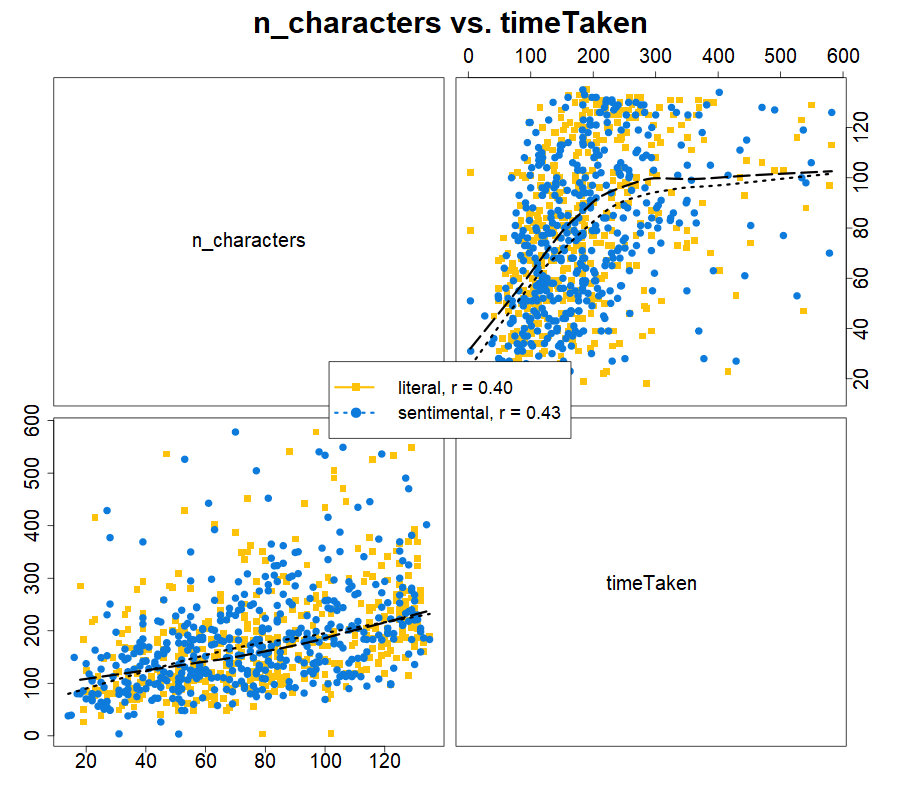 n_characters vs. timeTaken
0 100 200 300 400 500 600
n_characters
20 40 60 80 100 120
literal, r = 0.40
sentimental, r = 0.43
0 100 200 300 400 500 600
timeTaken
20 40 60 80 100 120